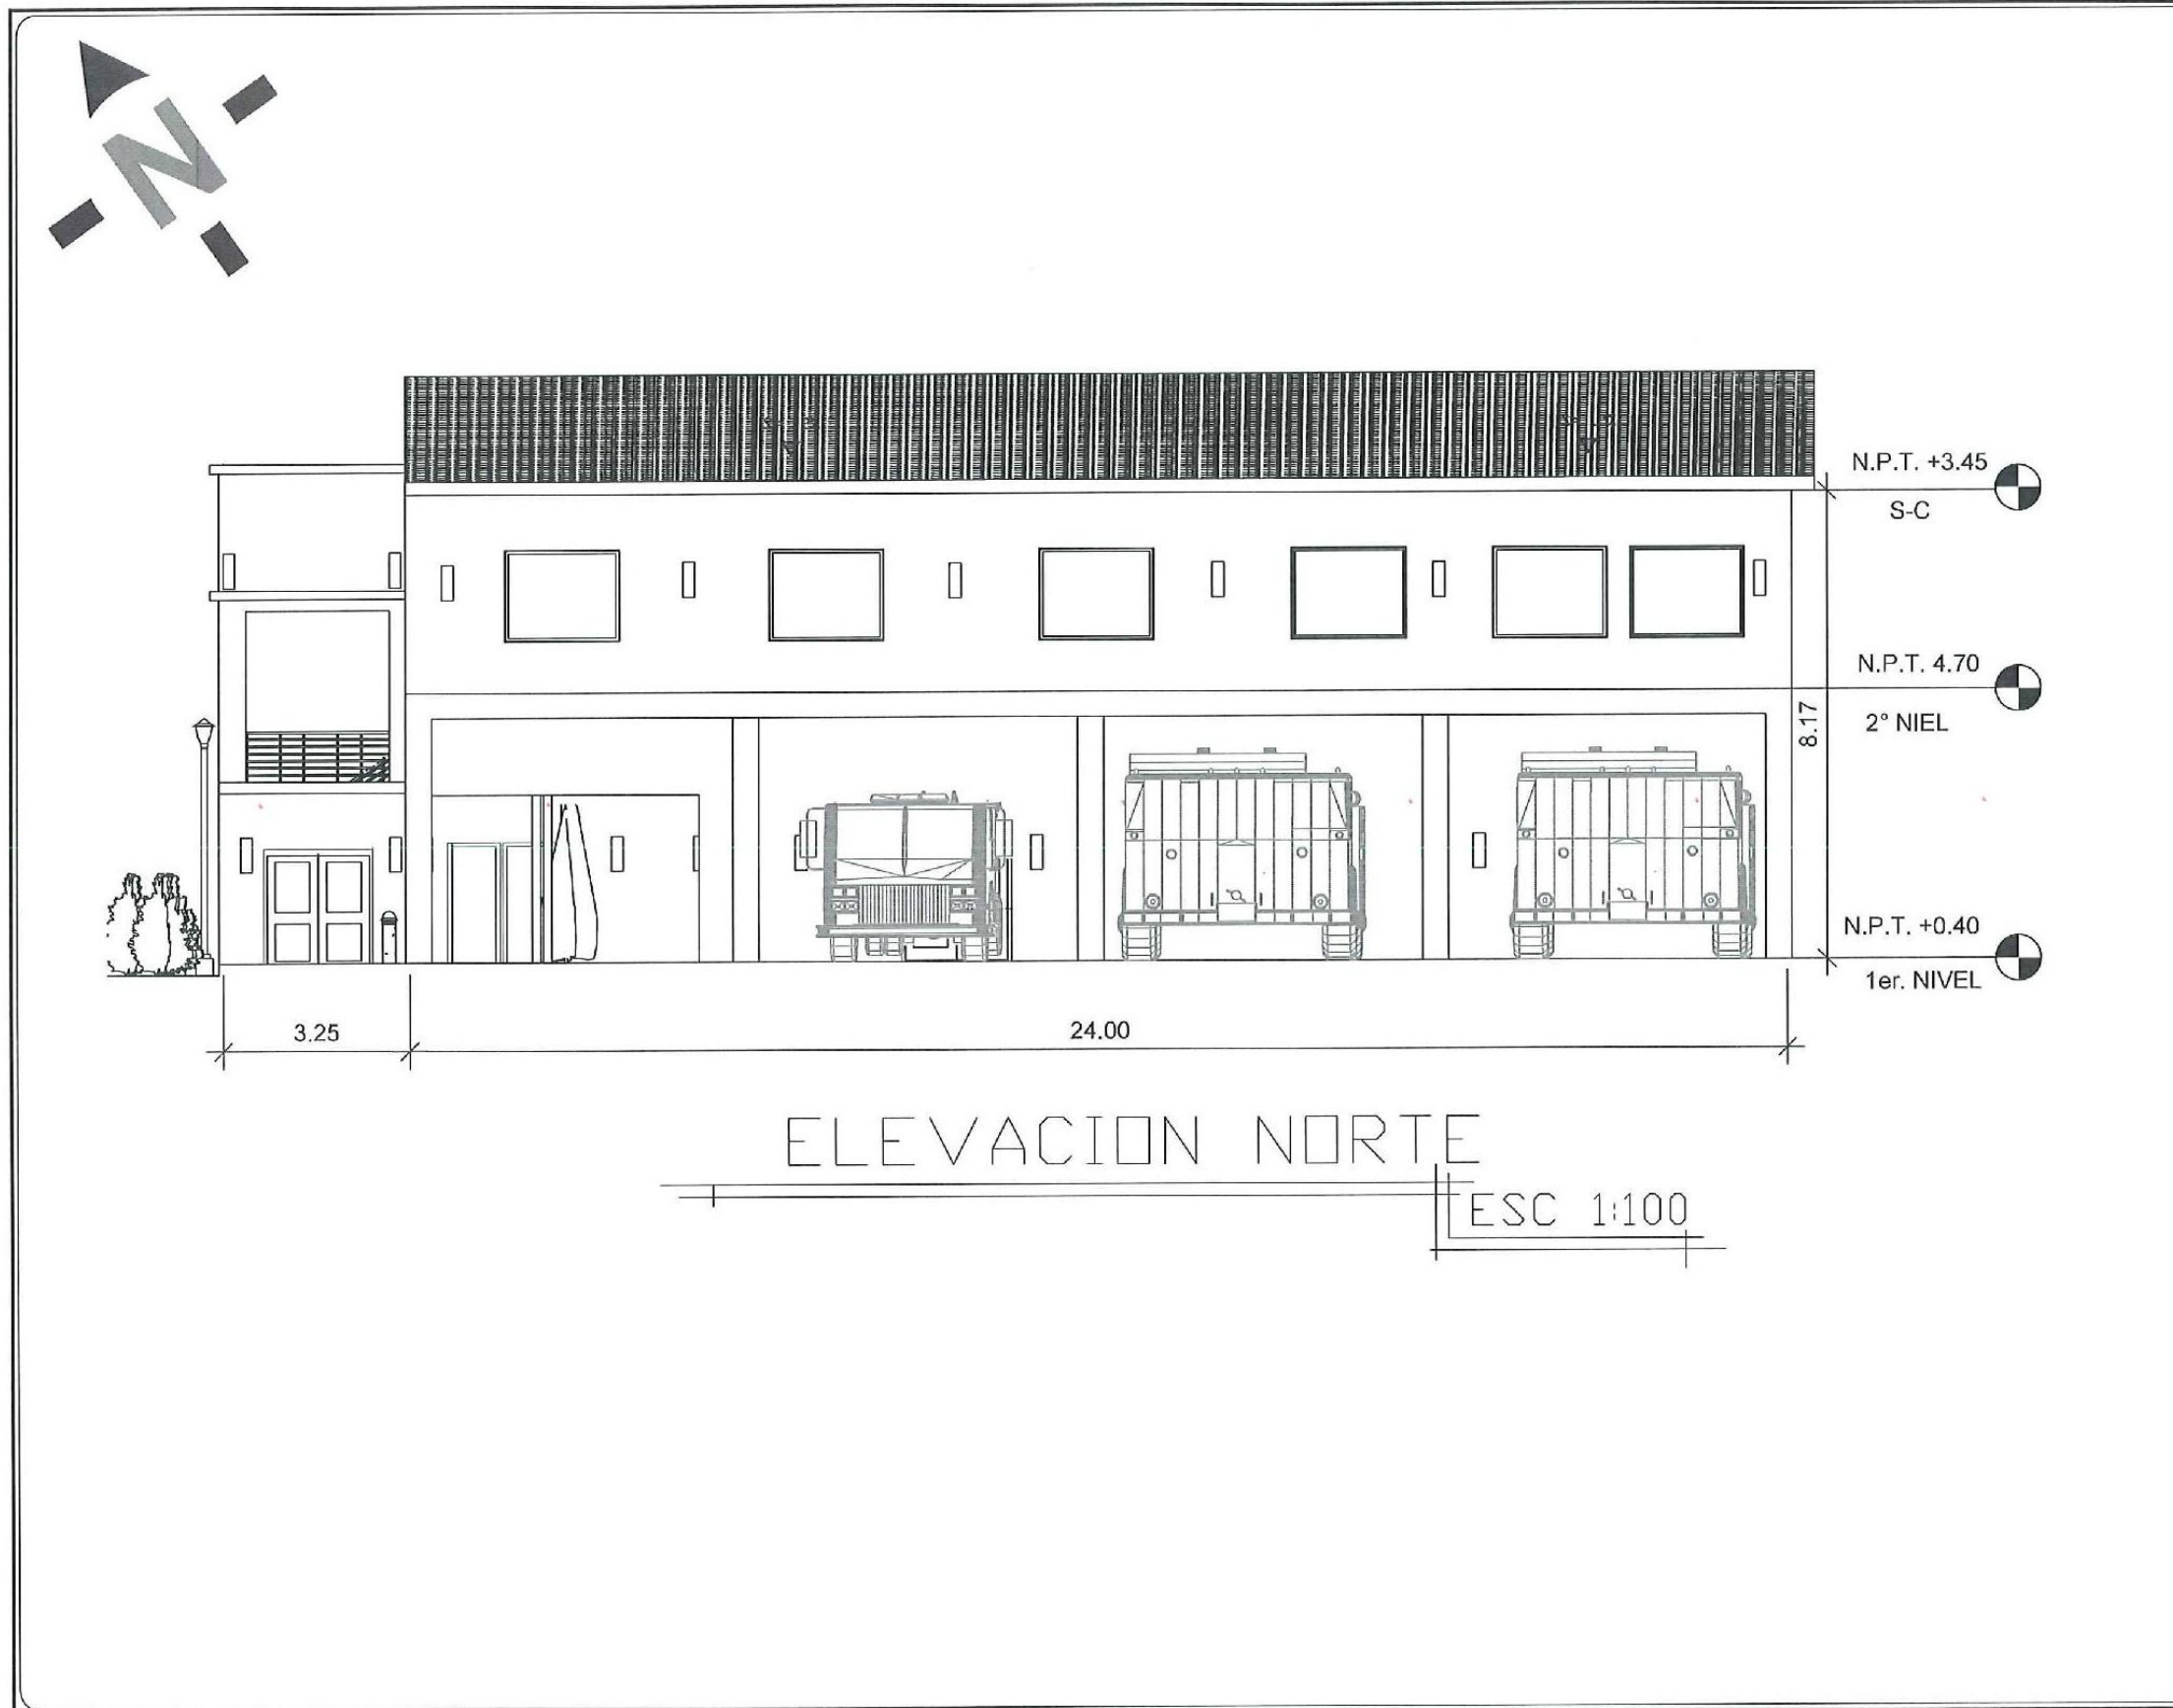 N
N.P.T. +3.45
S-C
N.P.T. 4.70
2° NIEL
8.17
N.P.T. +0.40
1er. NIVEL
3.25
24.00
ELEVACION NORTE
ESC 1:100